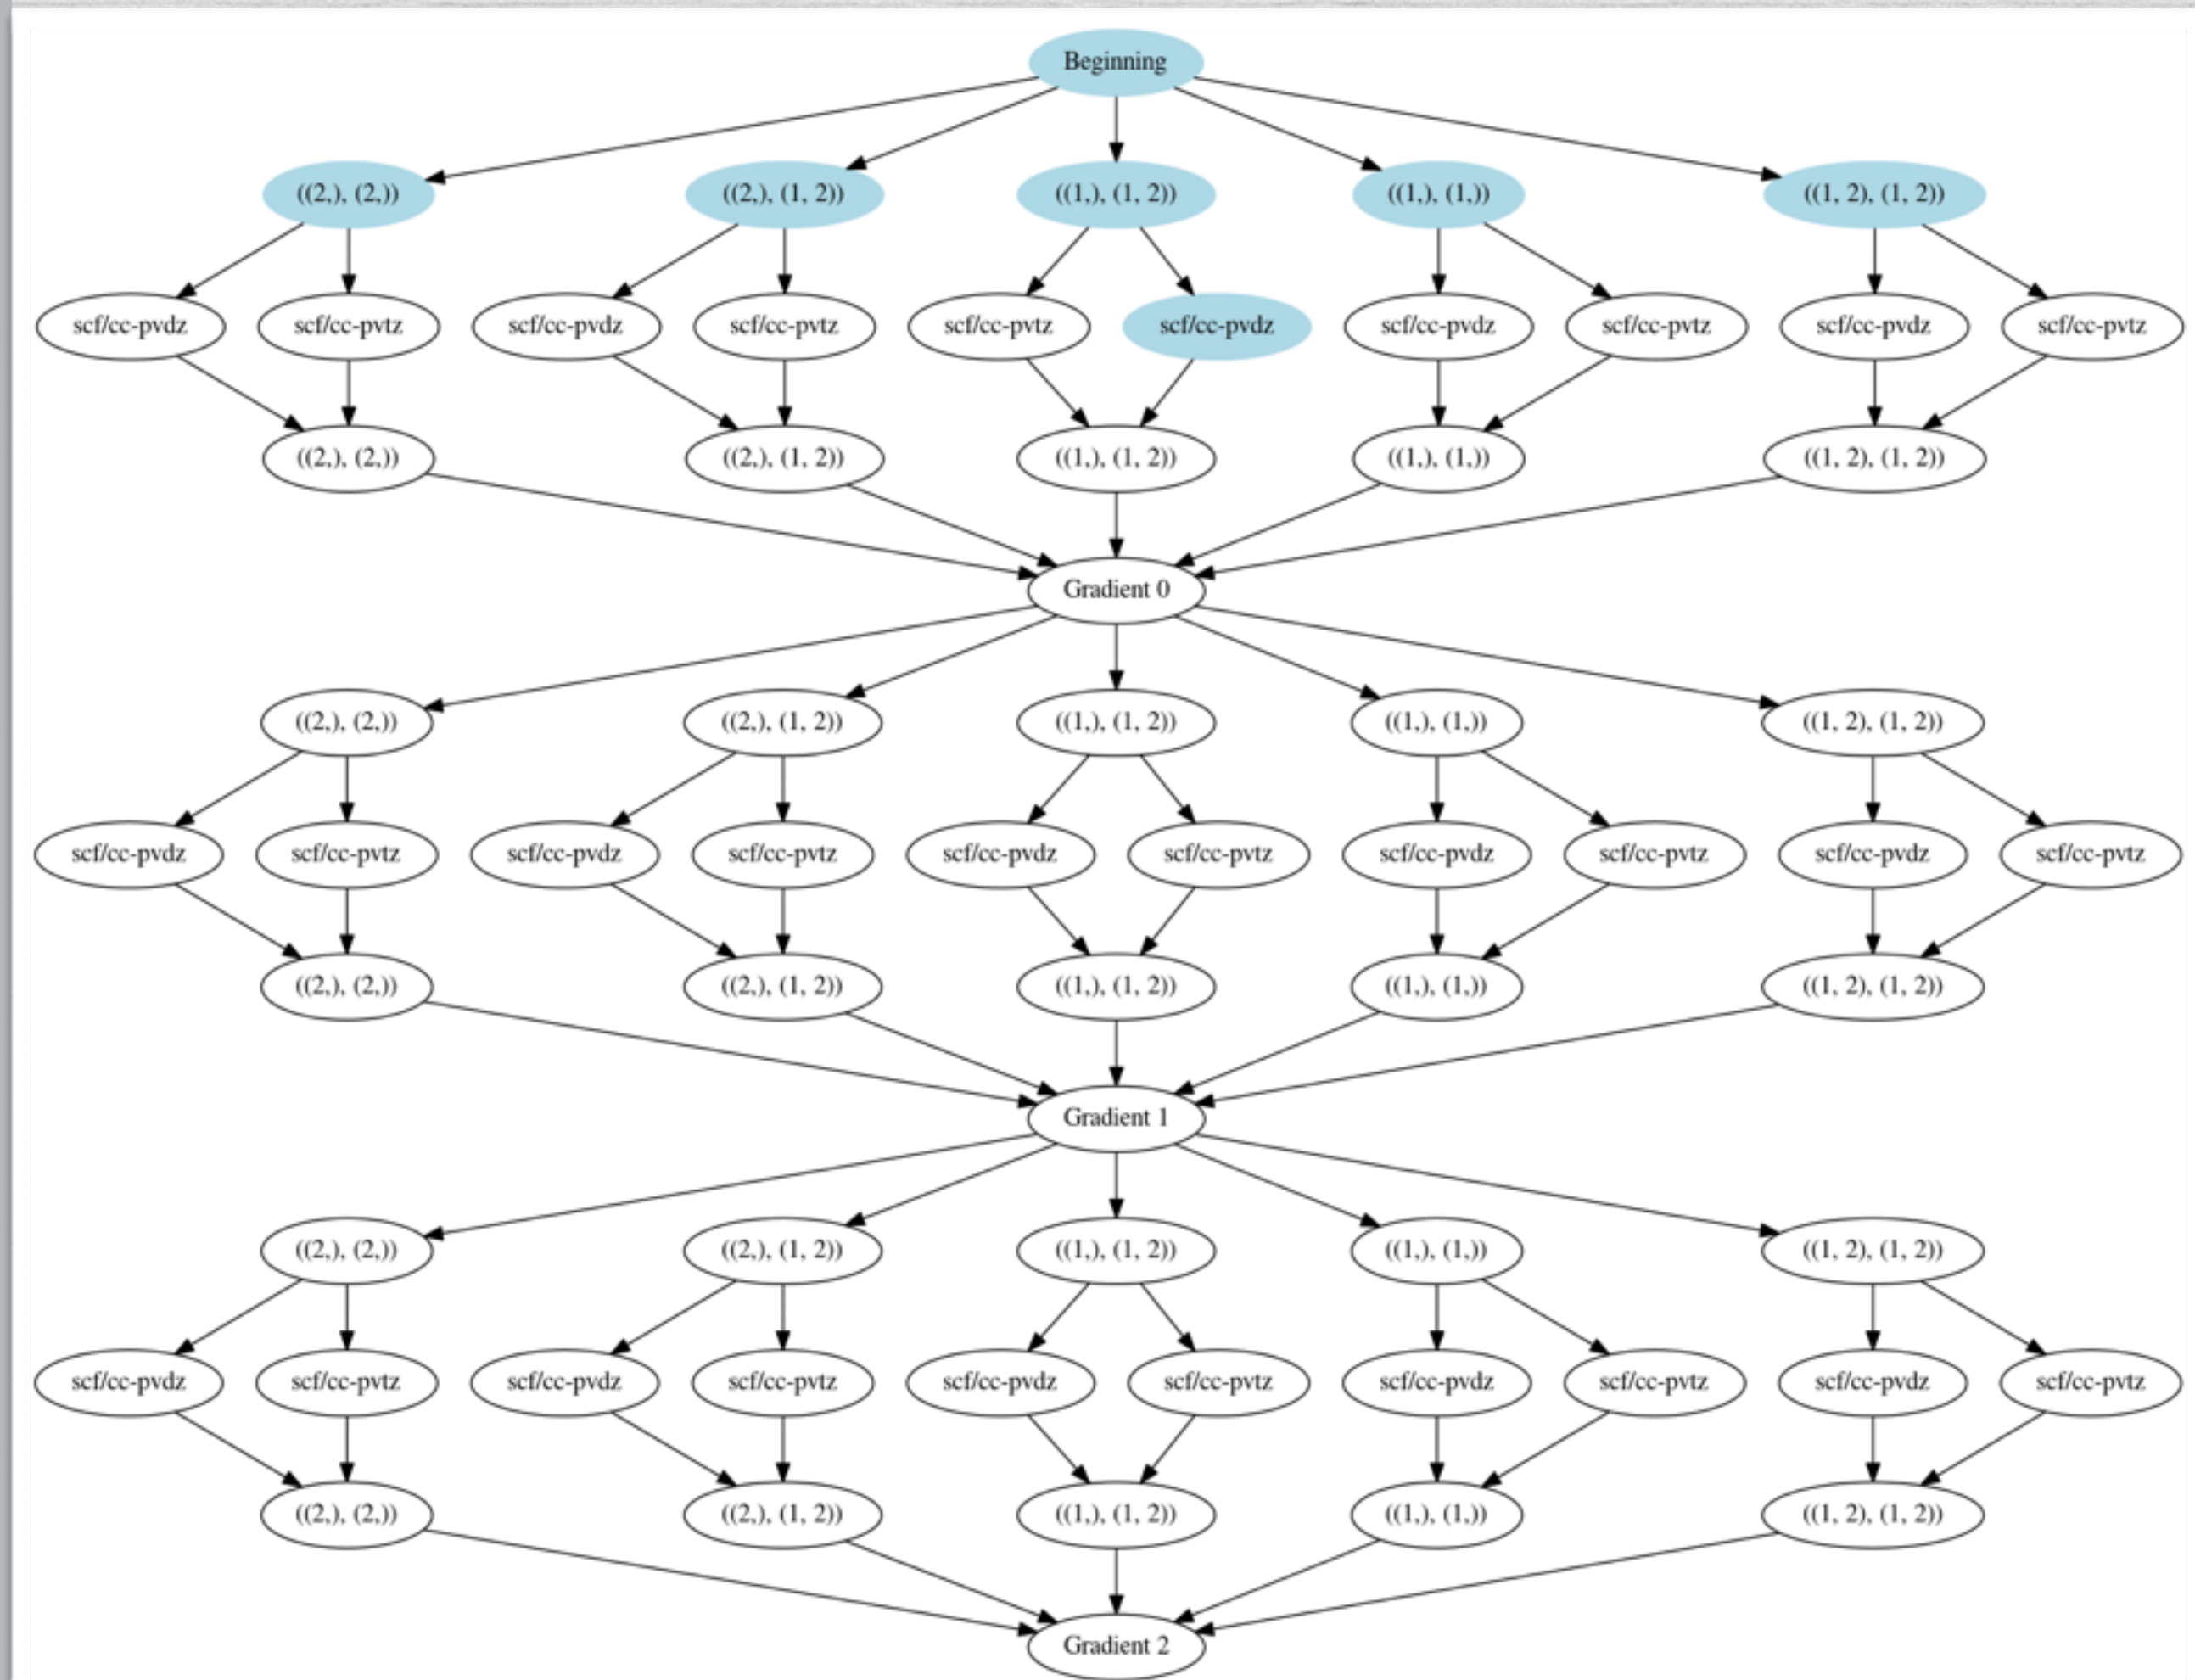 Beginning
((2,), (2,))
((2,), (1, 2))
((1,), (1, 2))
((1,), (1,))
((1, 2), (1, 2))
scf/cc-pvdz
scf/cc-pvtz
scf/cc-pvdz
scf/cc-pvtz
scf/cc-pvtz
scf/cc-pvdz
scf/cc-pvdz
scf/cc-pvtz
scf/cc-pvdz
scf/cc-pvtz
((2,), (2,))
((2,), (1, 2))
((1,), (1, 2))
((1,), (1,))
((1, 2), (1, 2))
Gradient 0
((2,), (2,))
((2,), (1, 2))
((1,), (1, 2))
((1,), (1,))
((1, 2), (1, 2))
scf/cc-pvdz
scf/cc-pvtz
scf/cc-pvdz
scf/cc-pvtz
scf/cc-pvdz
scf/cc-pvtz
scf/cc-pvdz
scf/cc-pvtz
scf/cc-pvdz
scf/cc-pvtz
((2,), (2,))
((2,), (1, 2))
((1,), (1, 2))
((1,), (1,))
((1, 2), (1, 2))
Gradient 1
((2,), (2,))
((2,), (1, 2))
((1,), (1, 2))
((1,), (1,))
((1, 2), (1, 2))
scf/cc-pvdz
scf/cc-pvtz
scf/cc-pvdz
scf/cc-pvtz
scf/cc-pvdz
scf/cc-pvtz
scf/cc-pvdz
scf/cc-pvtz
scf/cc-pvdz
scf/cc-pvtz
((2,), (2,))
((2,), (1, 2))
((1,), (1, 2))
((1,), (1,))
((1, 2), (1, 2))
Gradient 2